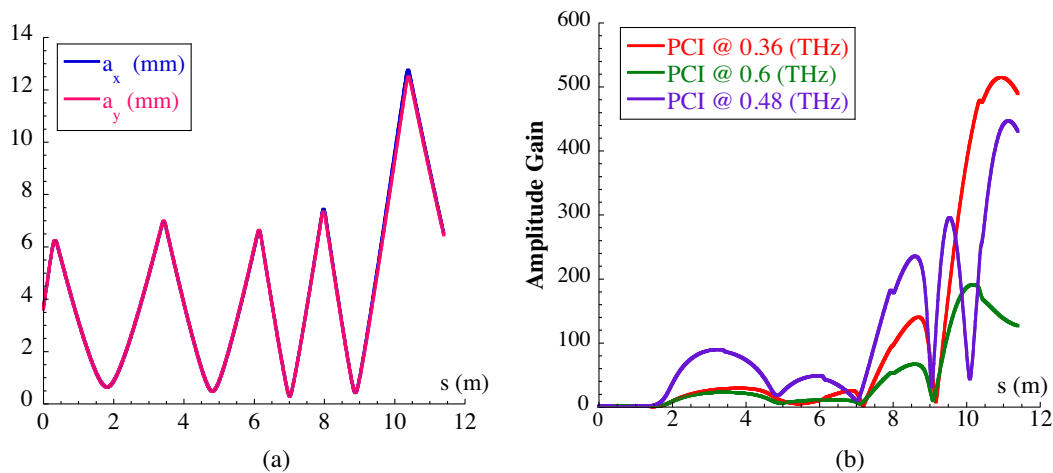 14
12
10
8
6
4
2
0
a_x (mm)
a_y (mm)
s (m)
0 2 4 6 8 10 12
(a)
Amplitude Gain
600
500
400
300
200
100
0
PCI @ 0.36 (THz)
PCI @ 0.6 (THz)
PCI @ 0.48 (THz)
s (m)
0 2 4 6 8 10 12
(b)